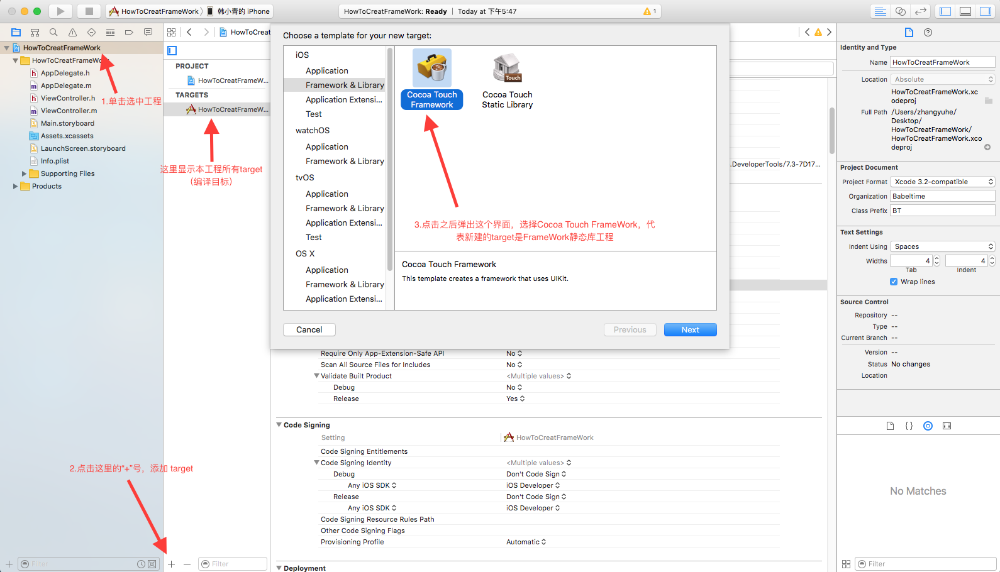 HowToCreatFrameWork
韩小青的 iPhone
HowToCreatFrameWork: Ready
Today at 下午5:47
1
HowToCreatFrameWork
HowToCreatFrameWo
AppDelegate.h
AppDelegate.m
ViewController.h
ViewController.m
Main.storyboard
Assets.xcassets
LaunchScreen.storyboard
Info.plist
Supporting Files
Products
1.单击选中工程
2.点击这里的“+”号，添加 target
Filter
HowToCreatFrameW
PROJECT
HowToCreatFrameW...
TARGETS
HowToCreatFrameW...
这里显示本工程所有target
（编译目标）
Filter
Choose a template for your new target:
iOS
Application
Framework & Library
Application Extensi...
Test
watchOS
Application
Framework & Library
tvOS
Application
Framework & Library
Application Extensi...
Test
OS X
Application
Framework & Library
Application Extensi...
Cocoa Touch
Framework
Touch
Cocoa Touch
Static Library
3.点击之后弹出这个界面，选择Cocoa Touch FrameWork，代
表新建的target是FrameWork静态库工程
Cocoa Touch Framework
This template creates a framework that uses UIKit.
Cancel
Previous
Next
.DeveloperTools/7.3-7D17...
Require Only App-Extension-Safe API No
Scan All Source Files for Includes No
Validate Built Product <Multiple values>
Debug No
Release Yes
Code Signing
Setting HowToCreatFrameWork
Code Signing Entitlements
Code Signing Identity <Multiple values>
Debug Don't Code Sign
Any iOS SDK iOS Developer
Release Don't Code Sign
Any iOS SDK iOS Developer
Code Signing Resource Rules Path
Other Code Signing Flags
Provisioning Profile Automatic
Deployment
Identity and Type
Name HowToCreatFrameWork
Location Absolute
HowToCreatFrameWork.xc
odeproj
Full Path /Users/zhangyuhe/
Desktop/
HowToCreatFrameWork/
HowToCreatFrameWork.xco
deproj
Project Document
Project Format Xcode 3.2-compatible
Organization Babeltime
Class Prefix BT
Text Settings
Indent Using Spaces
Widths 4 4
Tab Indent
Wrap lines
Source Control
Repository --
Type --
Current Branch --
Version --
Status No changes
Location
No Matches
Filter